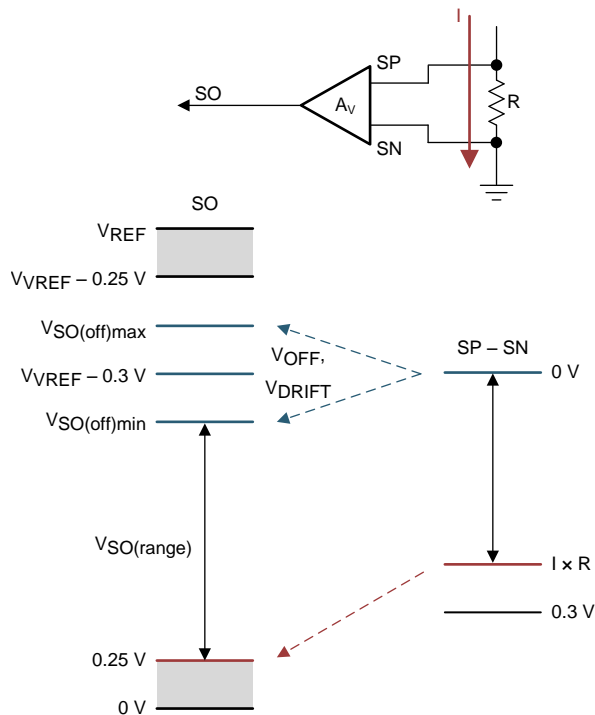 I
SP
SO
AV
R
SN
SO
VREF
VVREF – 0.25 V
VSO(off)max
VOFF,
SP – SN
VVREF – 0.3 V
0 V
VDRIFT
VSO(off)min
VSO(range)
I × R
0.3 V
0.25 V
0 V